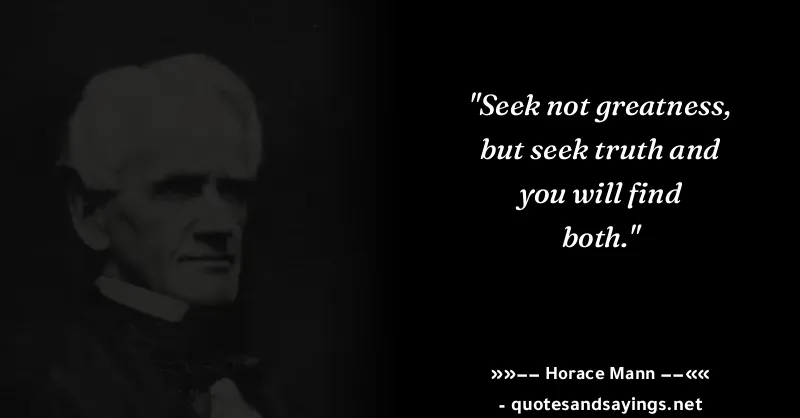 "Seek not greatness,
but seek truth and
you will find
both."
»»–– Horace Mann ––««
- quotesandsayings.net